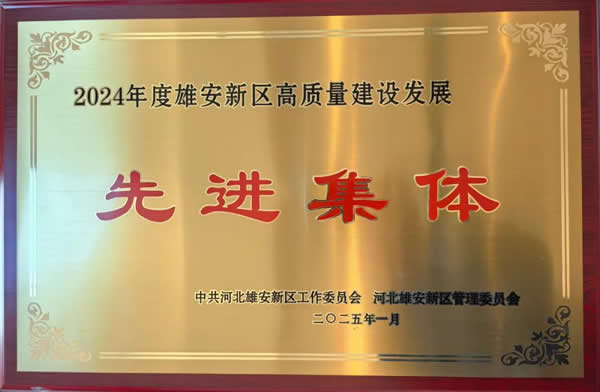 2024年度雄安新区高质量建设发展
先进集体
中共河北雄安新区工作委员会 河北雄安新区管理委员会
二〇二五年一月